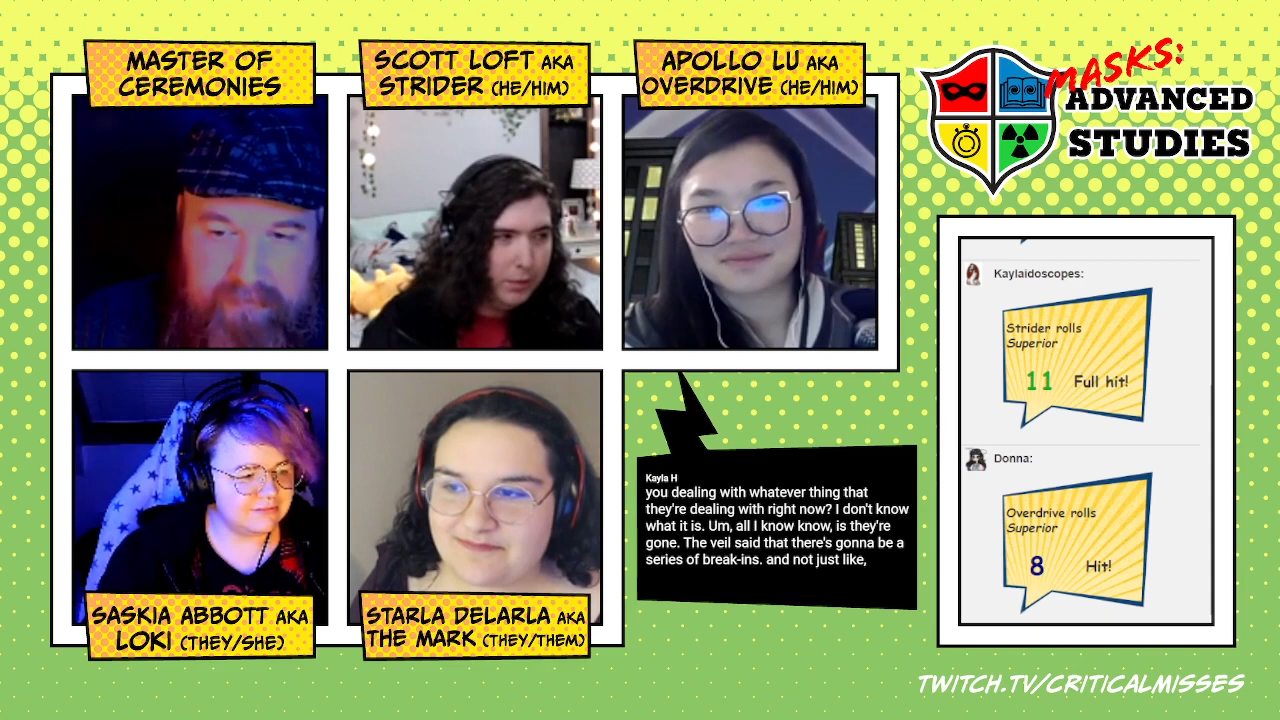 MASTER OF
CEREMONIES
SCOTT LOFT AKA
STRIDER (HE/HIM)
APOLLO LU AKA
OVERDRIVE (HE/HIM)
MASKS:
ADVANCED
STUDIES
Kaylaidoscopes:
Strider rolls
Superior
11 Full hit!
Donna:
Overdrive rolls
Superior
8 Hit!
Kayla H
you dealing with whatever thing that
they're dealing with right now? I don't know
what it is. Um, all I know know, is they're
gone. The veil said that there's gonna be a
series of break-ins. and not just like,
SASKIA ABBOTT AKA
LOKI (THEY/SHE)
STARLA DELARLA AKA
THE MARK (THEY/THEM)
TWITCH.TV/CRITICALMISSES